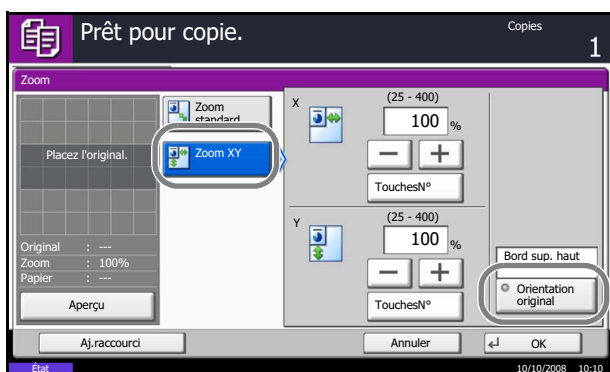 Prêt pour copie.
Copies
1
Zoom
Placez l'original.
Original : ---
Zoom : 100%
Papier : ---
Aperçu
Zoom
standard
Zoom XY
X
(25 - 400)
100 %
TouchesN°
Y
(25 - 400)
100 %
TouchesN°
Bord sup. haut
Orientation
original
Aj.raccourci
Annuler
OK
État
10/10/2008 10:10